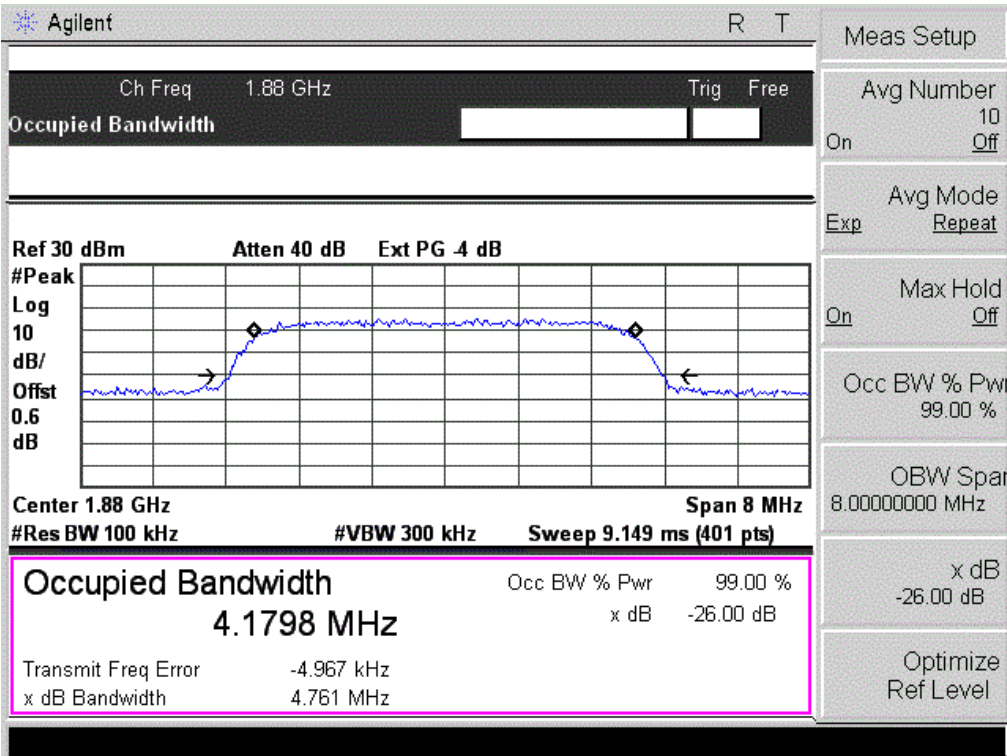 Agilent R T
Ch Freq 1.88 GHz Trig Free
Occupied Bandwidth
Ref 30 dBm Atten 40 dB Ext PG -4 dB
#Peak
Log
10
dB/
Offst
0.6
dB
Center 1.88 GHz Span 8 MHz
#Res BW 100 kHz #VBW 300 kHz Sweep 9.149 ms (401 pts)
Occupied Bandwidth
4.1798 MHz
Occ BW % Pwr 99.00 %
x dB -26.00 dB
Transmit Freq Error -4.967 kHz
x dB Bandwidth 4.761 MHz
Meas Setup
Avg Number
10
On Off
Avg Mode
Exp Repeat
Max Hold
On Off
Occ BW % Pwr
99.00 %
OBW Span
8.00000000 MHz
x dB
-26.00 dB
Optimize
Ref Level